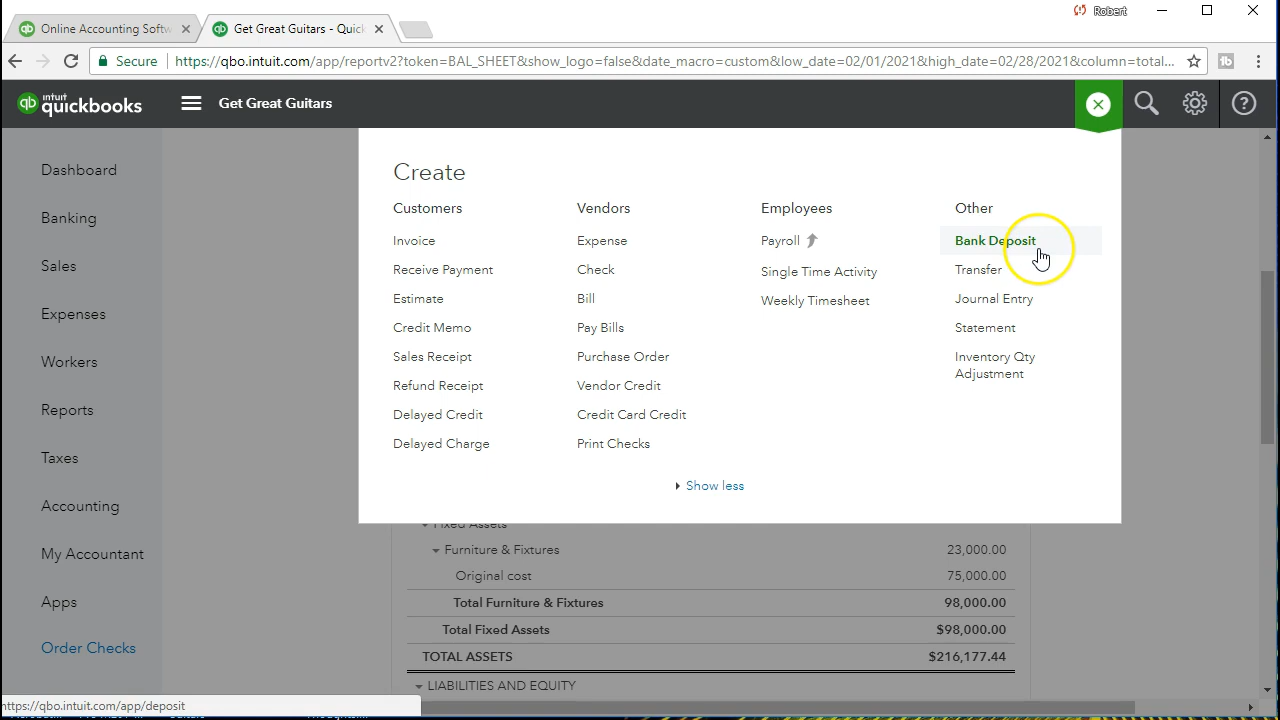 Online Accounting Softw
Get Great Guitars - Quick
Robert
Secure
https://qbo.intuit.com/app/reportv2?token=BAL_SHEET&show_logo=false&date_macro=custom&low_date=02/01/2021&high_date=02/28/2021&column=total...
intuit
quickbooks
Get Great Guitars
Dashboard
Banking
Sales
Expenses
Workers
Reports
Taxes
Accounting
My Accountant
Apps
Order Checks
Create
Customers
Invoice
Receive Payment
Estimate
Credit Memo
Sales Receipt
Refund Receipt
Delayed Credit
Delayed Charge
Vendors
Expense
Check
Bill
Pay Bills
Purchase Order
Vendor Credit
Credit Card Credit
Print Checks
Employees
Payroll
Single Time Activity
Weekly Timesheet
Other
Bank Deposit
Transfer
Journal Entry
Statement
Inventory Qty
Adjustment
Show less
Fixed Assets
Furniture & Fixtures 23,000.00
Original cost 75,000.00
Total Furniture & Fixtures 98,000.00
Total Fixed Assets $98,000.00
TOTAL ASSETS $216,177.44
LIABILITIES AND EQUITY
https://qbo.intuit.com/app/deposit